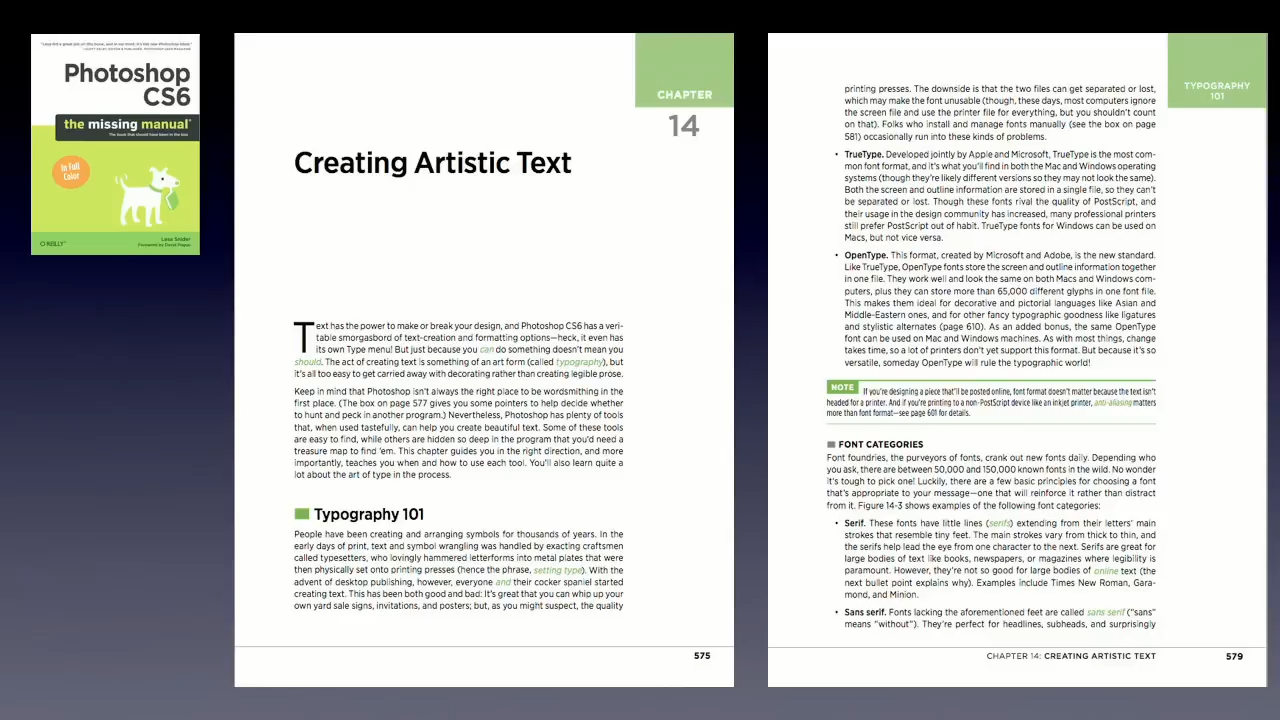 Photoshop
CS6
the missing manual®
The book that should have been in the box
In Full
Color
O'REILLY®
Lesa Snider
CHAPTER
14
Creating Artistic Text
Text has the power to make or break your design, and Photoshop CS6 has a veri-
table smorgasbord of text-creation and formatting options—heck, it even has
its own Type menu! But just because you can do something doesn't mean you
should. The act of creating text is something of an art form (called typography), but
it's all too easy to get carried away with decorating rather than creating legible prose.
Keep in mind that Photoshop isn't always the right place to be wordsmithing in the
first place. (The box on page 577 gives you some pointers to help decide whether
to hunt and peck in another program.) Nevertheless, Photoshop has plenty of tools
that, when used tastefully, can help you create beautiful text. Some of these tools
are easy to find, while others are hidden so deep in the program that you'd need a
treasure map to find 'em. This chapter guides you in the right direction, and more
importantly, teaches you when and how to use each tool. You'll also learn quite a
lot about the art of type in the process.
Typography 101
People have been creating and arranging symbols for thousands of years. In the
early days of print, text and symbol wrangling was handled by exacting craftsmen
called typesetters, who lovingly hammered letterforms into metal plates that were
then physically set onto printing presses (hence the phrase, setting type). With the
advent of desktop publishing, however, everyone and their cocker spaniel started
creating text. This has been both good and bad: It's great that you can whip up your
own yard sale signs, invitations, and posters; but, as you might suspect, the quality
575
TYPOGRAPHY
101
printing presses. The downside is that the two files can get separated or lost,
which may make the font unusable (though, these days, most computers ignore
the screen file and use the printer file for everything, but you shouldn't count
on that). Folks who install and manage fonts manually (see the box on page
581) occasionally run into these kinds of problems.
• TrueType. Developed jointly by Apple and Microsoft, TrueType is the most com-
mon font format, and it's what you'll find in both the Mac and Windows operating
systems (though they're likely different versions so they may not look the same).
Both the screen and outline information are stored in a single file, so they can't
be separated or lost. Though these fonts rival the quality of PostScript, and
their usage in the design community has increased, many professional printers
still prefer PostScript out of habit. TrueType fonts for Windows can be used on
Macs, but not vice versa.
• OpenType. This format, created by Microsoft and Adobe, is the new standard.
Like TrueType, OpenType fonts store the screen and outline information together
in one file. They work well and look the same on both Macs and Windows com-
puters, plus they can store more than 65,000 different glyphs in one font file.
This makes them ideal for decorative and pictorial languages like Asian and
Middle-Eastern ones, and for other fancy typographic goodness like ligatures
and stylistic alternates (page 610). As an added bonus, the same OpenType
font can be used on Mac and Windows machines. As with most things, change
takes time, so a lot of printers don't yet support this format. But because it's so
versatile, someday OpenType will rule the typographic world!
NOTE If you're designing a piece that'll be posted online, font format doesn't matter because the text isn't
headed for a printer. And if you're printing to a non-PostScript device like an inkjet printer, anti-aliasing matters
more than font format—see page 601 for details.
FONT CATEGORIES
Font foundries, the purveyors of fonts, crank out new fonts daily. Depending who
you ask, there are between 50,000 and 150,000 known fonts in the wild. No wonder
it's tough to pick one! Luckily, there are a few basic principles for choosing a font
that's appropriate to your message—one that will reinforce it rather than distract
from it. Figure 14-3 shows examples of the following font categories:
• Serif. These fonts have little lines (serifs) extending from their letters' main
strokes that resemble tiny feet. The main strokes vary from thick to thin, and
the serifs help lead the eye from one character to the next. Serifs are great for
large bodies of text like books, newspapers, or magazines where legibility is
paramount. However, they're not so good for large bodies of online text (the
next bullet point explains why). Examples include Times New Roman, Gara-
mond, and Minion.
• Sans serif. Fonts lacking the aforementioned feet are called sans serif ("sans"
means "without"). They're perfect for headlines, subheads, and surprisingly
CHAPTER 14: CREATING ARTISTIC TEXT
579